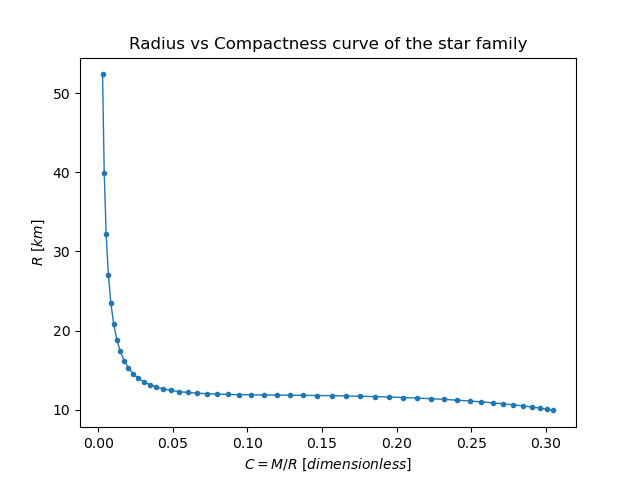 Radius vs Compactness curve of the star family
50
40
30
20
10
R [km]
0.00 0.05 0.10 0.15 0.20 0.25 0.30
C = M/R [dimensionless]